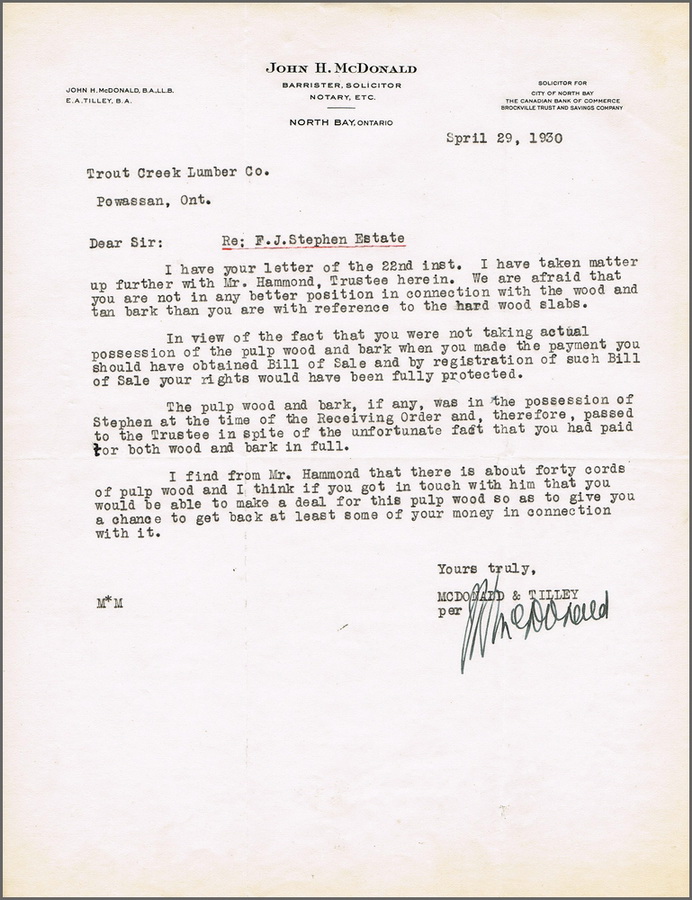 JOHN H. MCDONALD
BARRISTER, SOLICITOR
NOTARY, ETC.
NORTH BAY, ONTARIO
JOHN H. McDONALD, B.A., LL.B.
E.A. TILLEY, B.A.
SOLICITOR FOR
CITY OF NORTH BAY
THE CANADIAN BANK OF COMMERCE
BROCKVILLE TRUST AND SAVINGS COMPANY
Spril 29, 1930
Trout Creek Lumber Co.
Powassan, Ont.
Dear Sir: Re; F.J.Stephen Estate
I have your letter of the 22nd inst. I have taken matter
up further with Mr. Hammond, Trustee herein. We are afraid that
you are not in any better position in connection with the wood and
tan bark than you are with reference to the hard wood slabs.
In view of the fact that you were not taking actual
possession of the pulp wood and bark when you made the payment you
should have obtained Bill of Sale and by registration of such Bill
of Sale your rights would have been fully protected.
The pulp wood and bark, if any, was in the possession of
Stephen at the time of the Receiving Order and, therefore, passed
to the Trustee in spite of the unfortunate fact that you had paid
for both wood and bark in full.
I find from Mr. Hammond that there is about forty cords
of pulp wood and I think if you got in touch with him that you
would be able to make a deal for this pulp wood so as to give you
a chance to get back at least some of your money in connection
with it.
Yours truly,
MCDONALD & TILLEY
per JHMcDonald
M*M